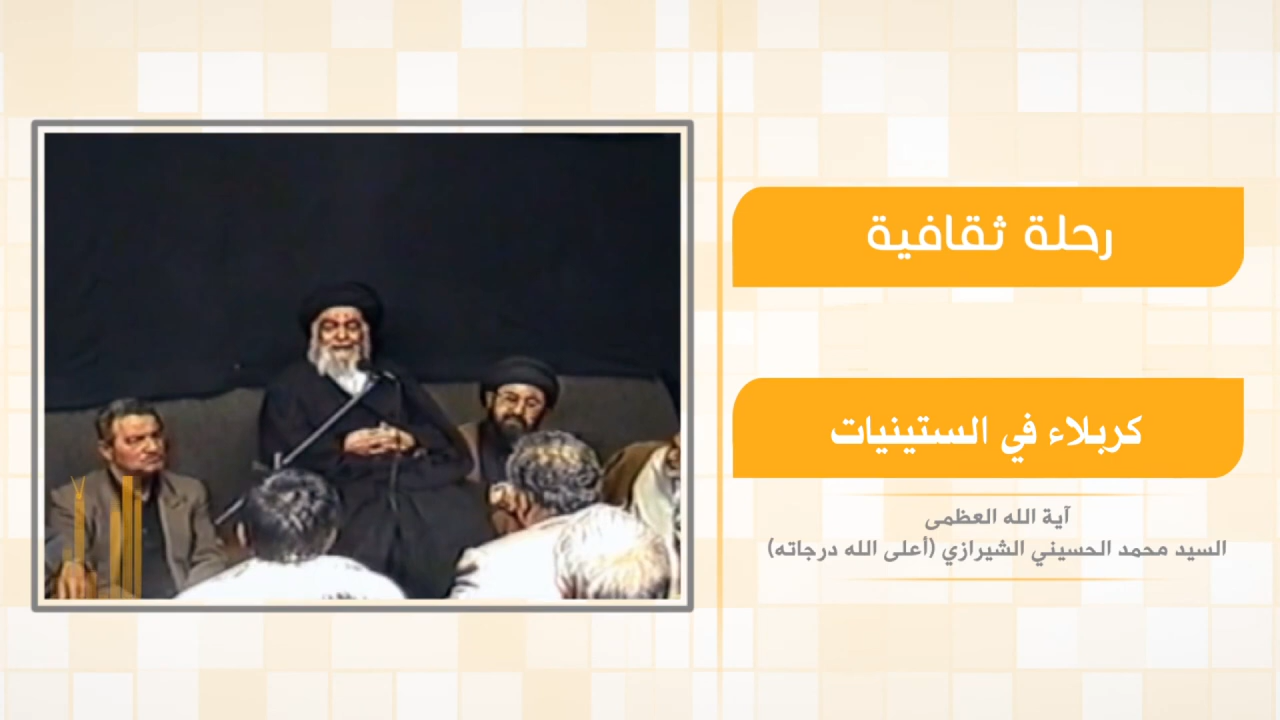 رحلة ثقافية
كربلاء في الستينيات
آية الله العظمى
السيد محمد الحسيني الشيرازي (أعلى الله درجاته)